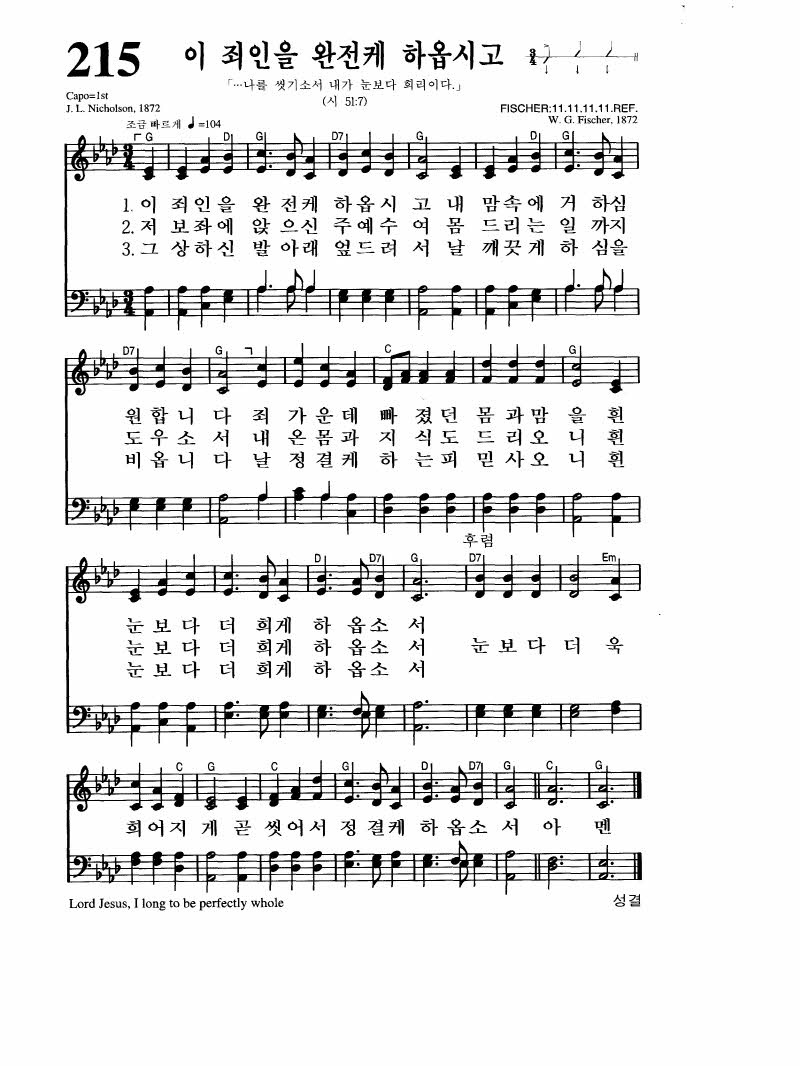 215 이 죄인을 완전케 하옵시고
「…나를 씻기소서 내가 눈보다 희리이다.」
(시 51:7)
Capo=1st
J. L. Nicholson, 1872
FISCHER:11.11.11.11.REF.
W. G. Fischer, 1872
조금 빠르게 ♩=104
G D G D7 G D G
1. 이 죄 인 을 완 전케 하 옵시 고 내 맘 속 에 거 하심
2. 저 보 좌 에 앉 으신 주 예수 여 몸 드 리 는 일 까지
3. 그 상 하 신 발 아래 엎 드려 서 날 깨 끗 게 하 심을
D7 G C G
원 합 니 다 죄 가 운 데 빠 졌 던 몸 과 맘 을 흰
도 우 소 서 내 온 몸 과 지 식 도 드 리 오 니 흰
비 옵 니 다 날 정 결 케 하 는 피 믿 사 오 니 흰
후렴
D D7 G D7 Em
눈 보 다 더 희게 하 옵소 서
눈 보 다 더 희게 하 옵소 서 눈 보 다 더 욱
눈 보 다 더 희게 하 옵소 서
C G C G D D7 G C G
희 어 지 게 곧 씻 어 서 정 결케 하 옵소 서 아 멘
Lord Jesus, I long to be perfectly whole
성결